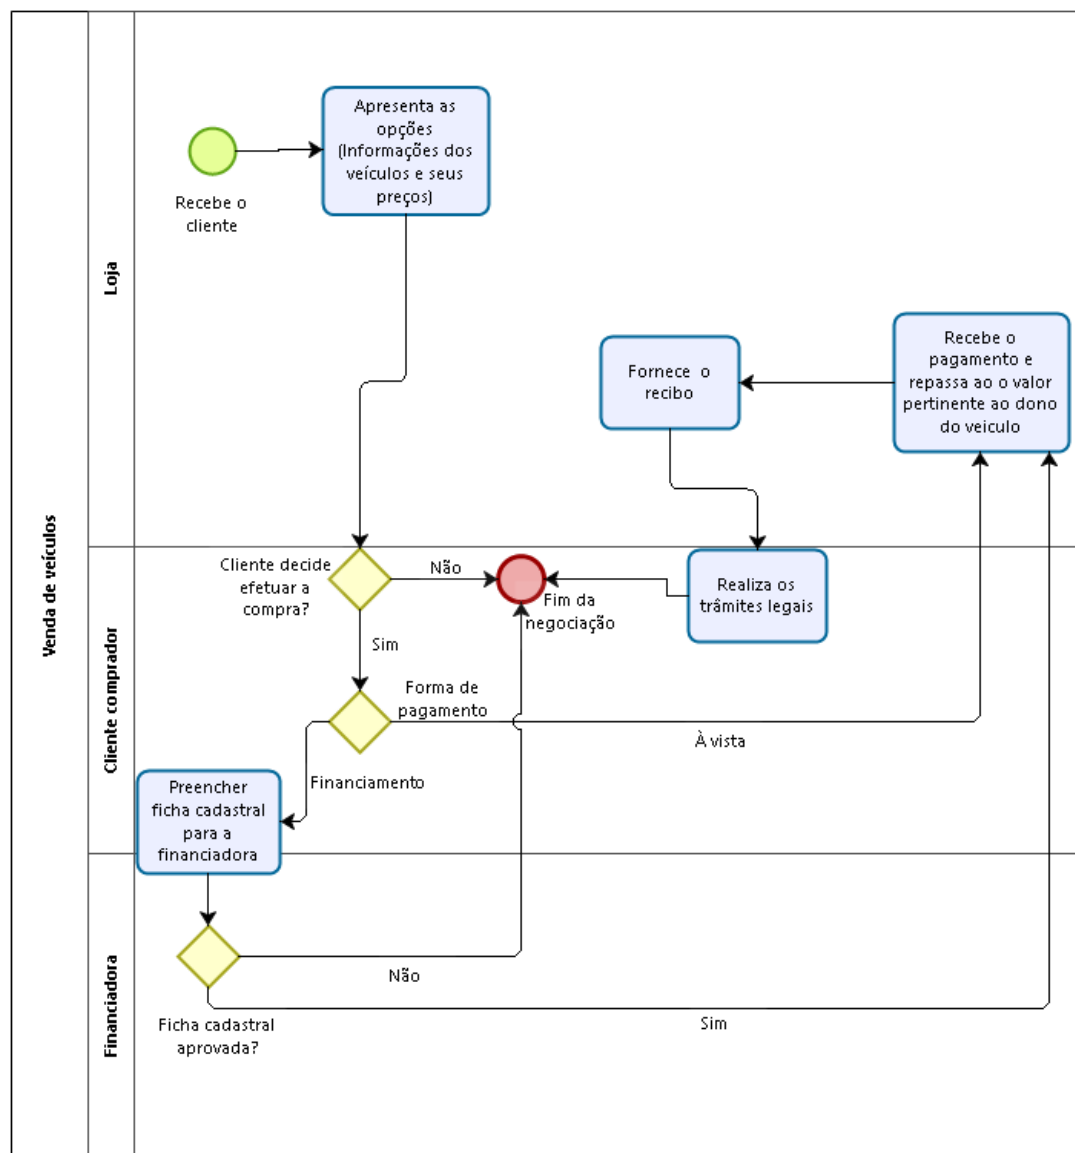 Venda de veículos
Loja
Recebe o
cliente
Apresenta as
opções
(Informações dos
veículos e seus
preços)
Fornece o
recibo
Recebe o
pagamento e
repassa ao o valor
pertinente ao dono
do veiculo
Cliente comprador
Cliente decide
efetuar a
compra?
Não
Fim da
negociação
Realiza os
trâmites legais
Sim
Forma de
pagamento
À vista
Financiamento
Preencher
ficha cadastral
para a
financiadora
Financiadora
Não
Ficha cadastral
aprovada?
Sim